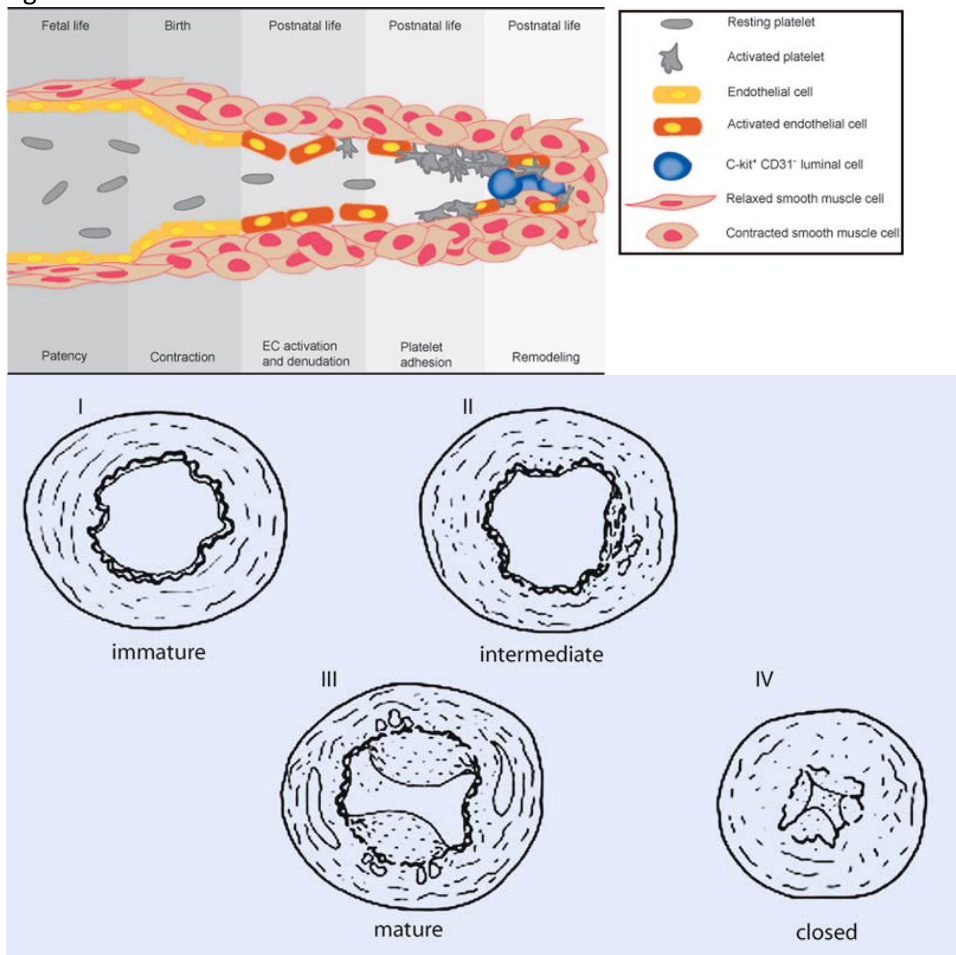 Fetal life
Birth
Postnatal life
Postnatal life
Postnatal life
Resting platelet
Activated platelet
Endothelial cell
Activated endothelial cell
C-kit⁺ CD31⁻ luminal cell
Relaxed smooth muscle cell
Contracted smooth muscle cell
Patency
Contraction
EC activation
and denudation
Platelet
adhesion
Remodeling
I
immature
II
intermediate
III
mature
IV
closed